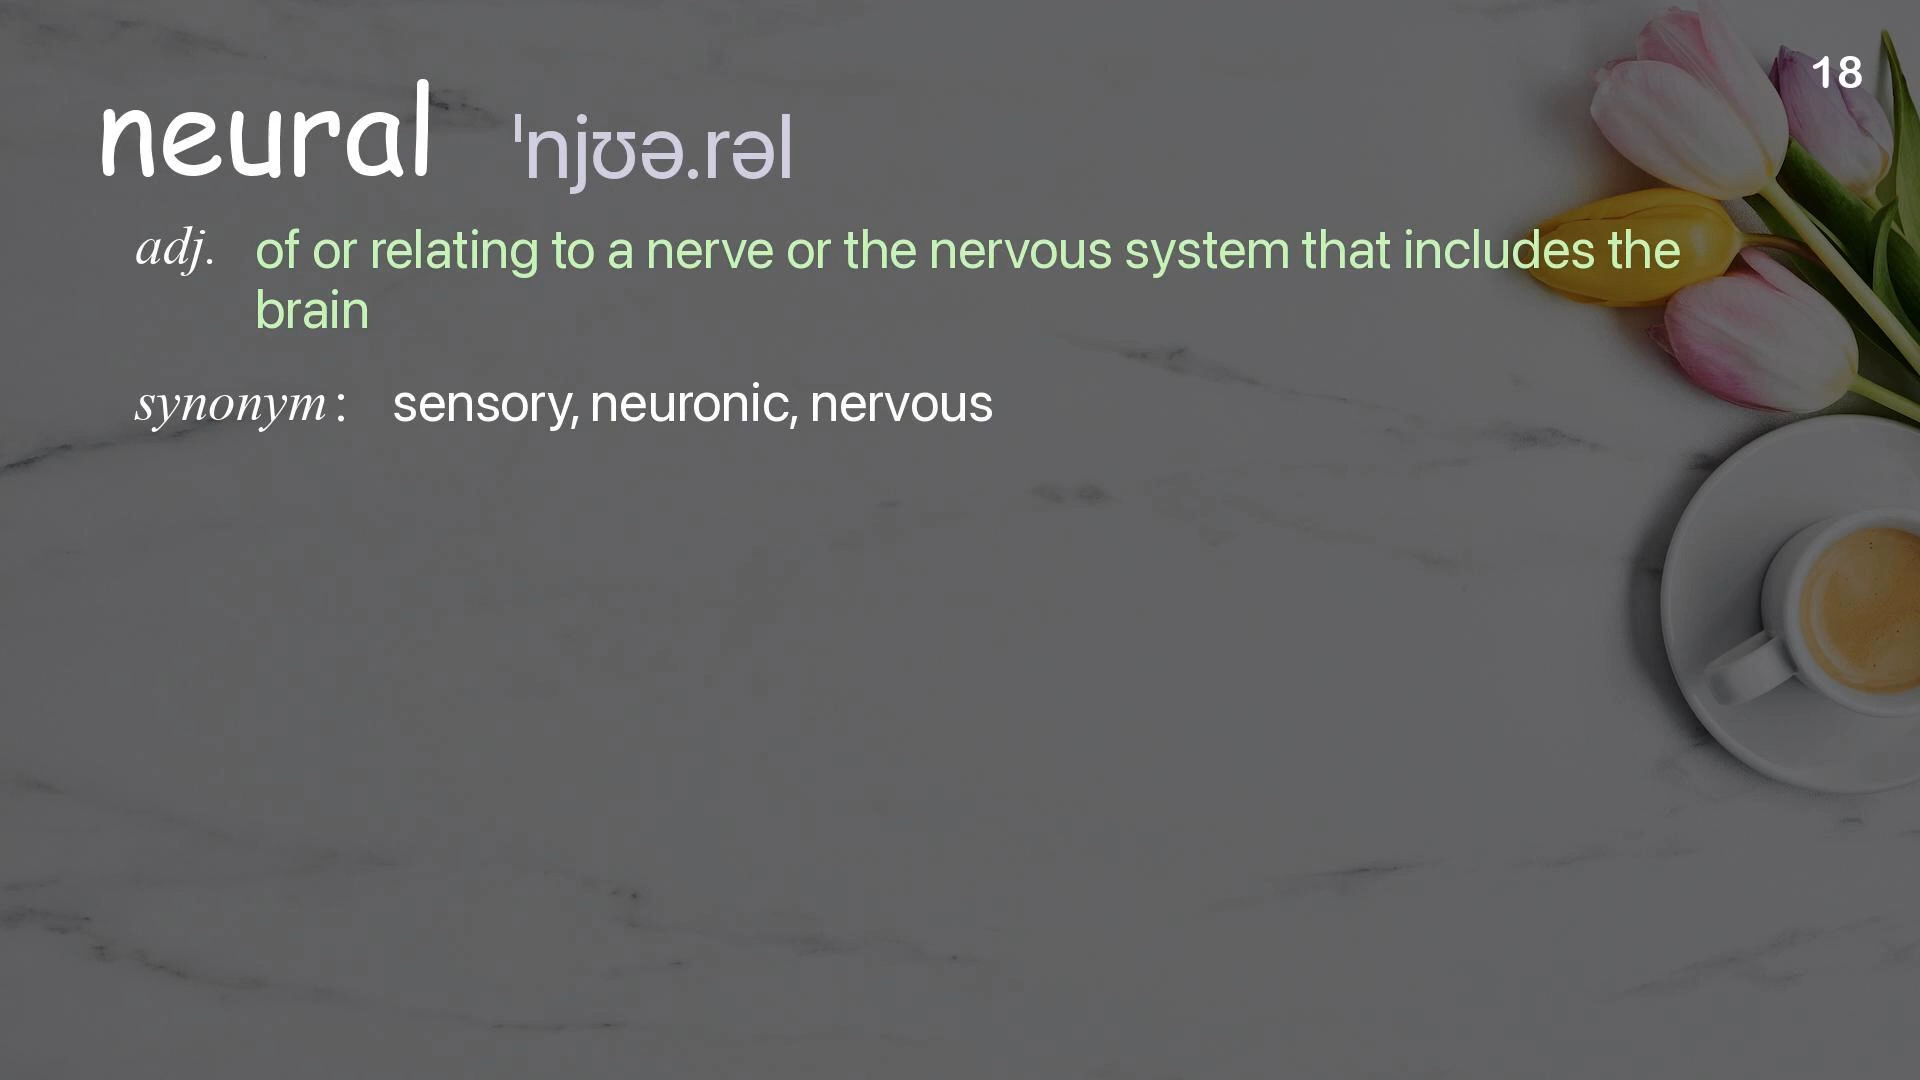 18
neural ˈnjʊə.rəl
adj. of or relating to a nerve or the nervous system that includes the
brain
synonym: sensory, neuronic, nervous